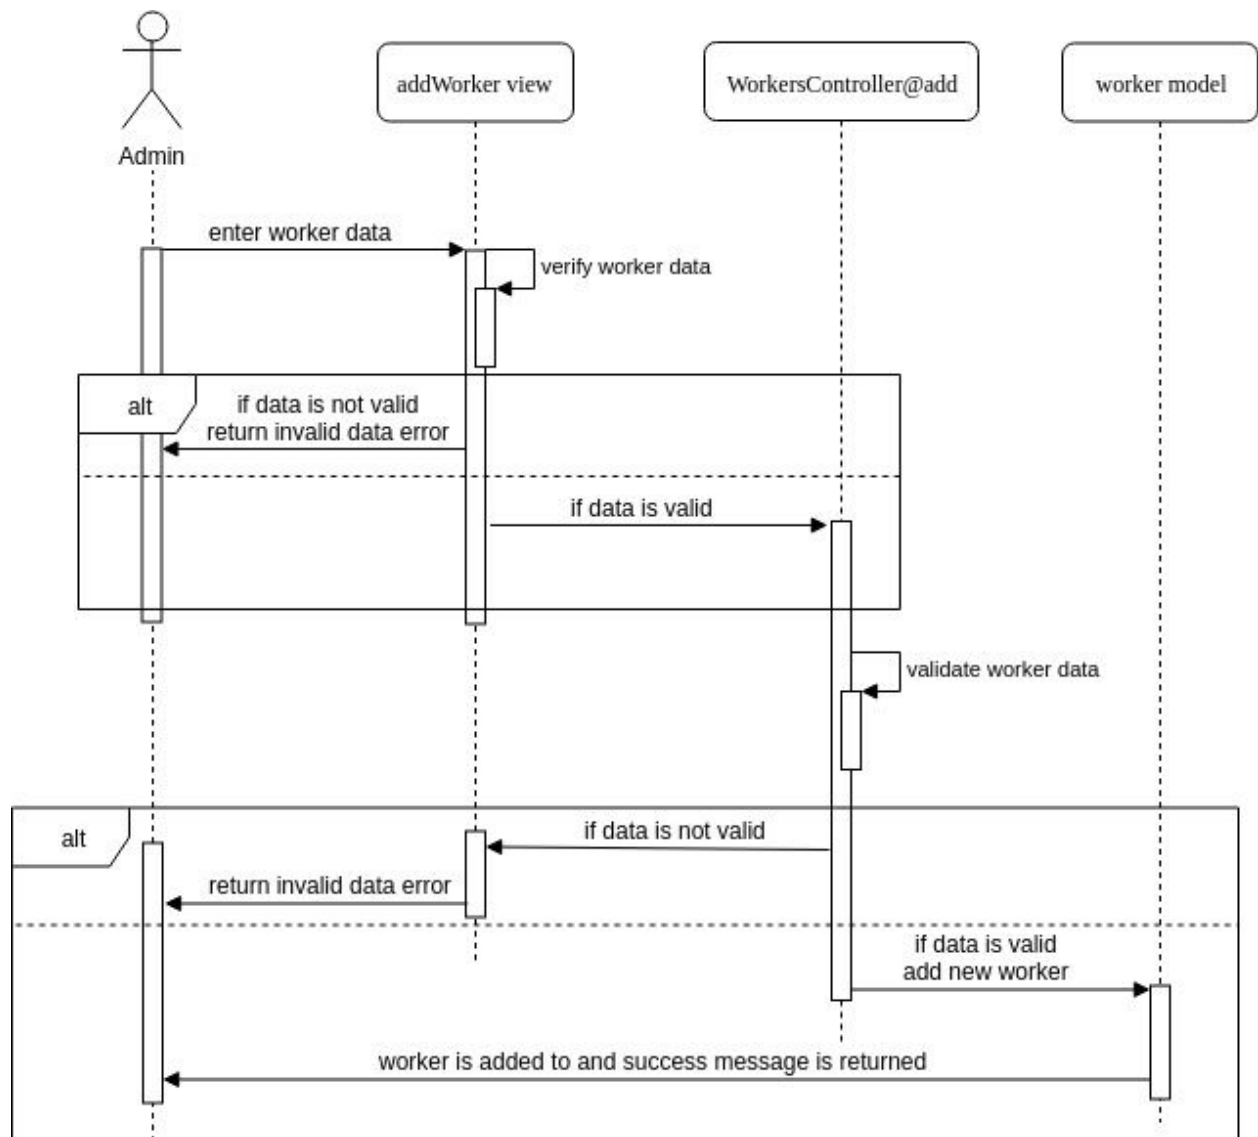 addWorker view
WorkersController@add
worker model
Admin
enter worker data
verify worker data
alt
if data is not valid
return invalid data error
if data is valid
validate worker data
alt
if data is not valid
return invalid data error
if data is valid
add new worker
worker is added to and success message is returned